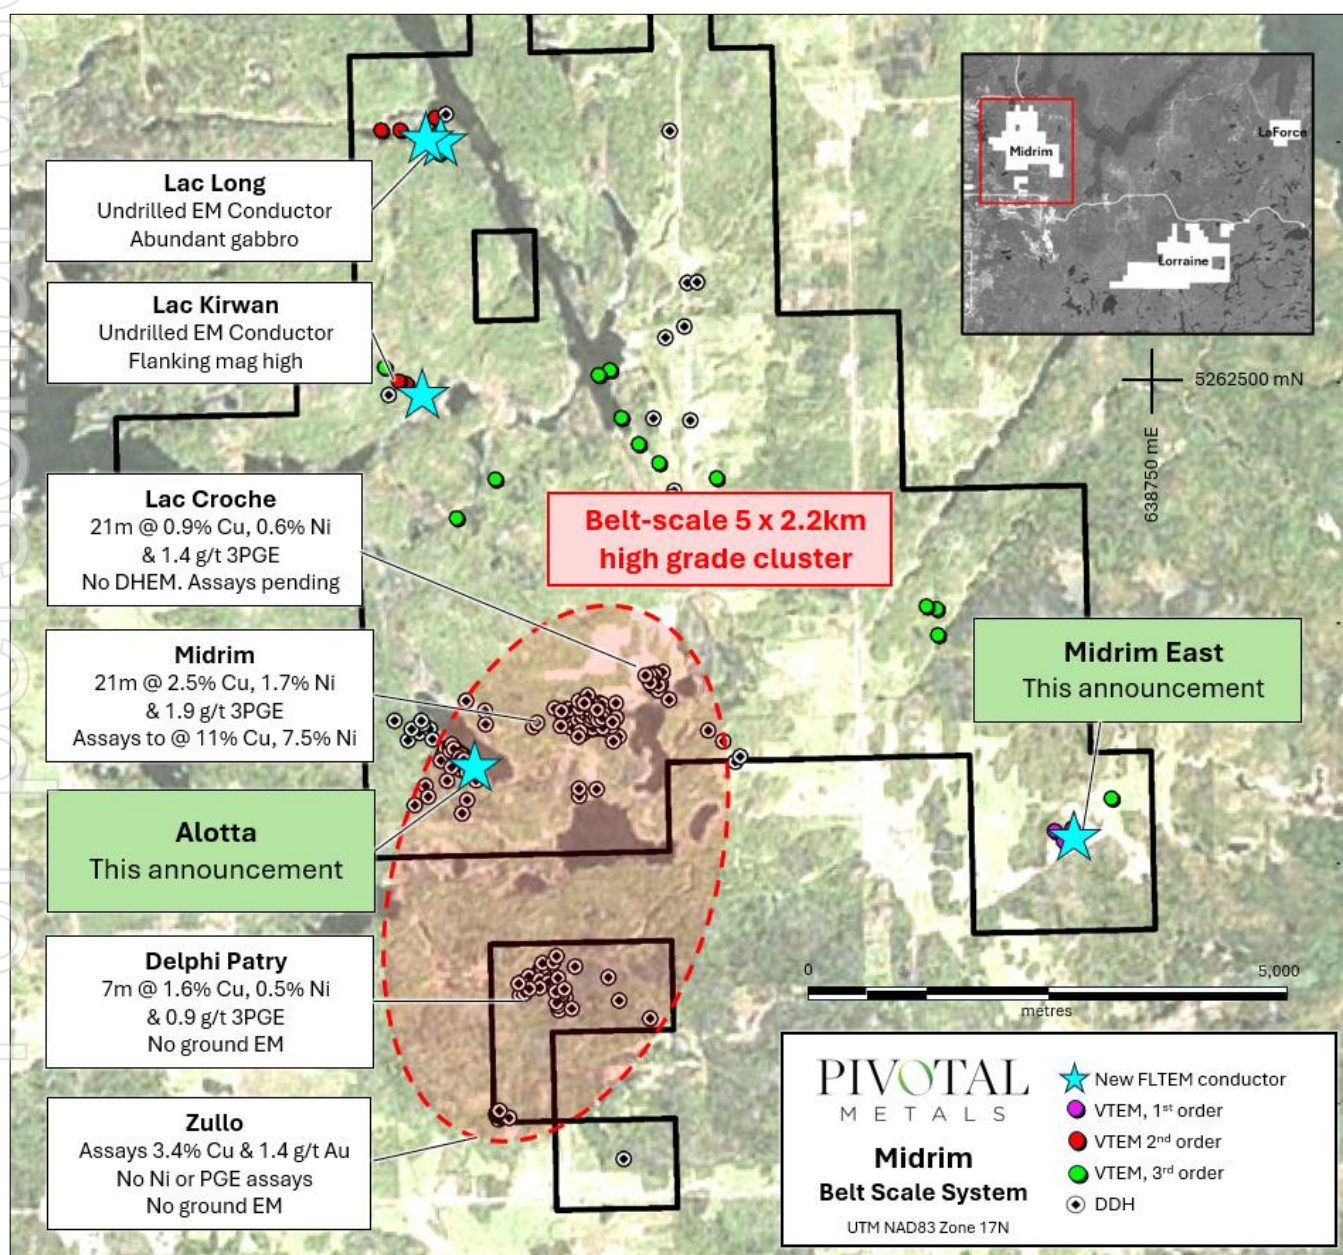 Lac Long
Undrilled EM Conductor
Abundant gabbro
Lac Kirwan
Undrilled EM Conductor
Flanking mag high
Lac Croche
21m @ 0.9% Cu, 0.6% Ni
& 1.4 g/t 3PGE
No DHEM. Assays pending
Midrim
21m @ 2.5% Cu, 1.7% Ni
& 1.9 g/t 3PGE
Assays to @ 11% Cu, 7.5% Ni
Alotta
This announcement
Delphi Patry
7m @ 1.6% Cu, 0.5% Ni
& 0.9 g/t 3PGE
No ground EM
Zullo
Assays 3.4% Cu & 1.4 g/t Au
No Ni or PGE assays
No ground EM
Belt-scale 5 x 2.2km
high grade cluster
Midrim East
This announcement
LaForce
Midrim
Lorraine
5262500 mN
638750 mE
0 5,000
metres
PIVOTAL
METALS
Midrim
Belt Scale System
UTM NAD83 Zone 17N
New FLTEM conductor
VTEM, 1st order
VTEM 2nd order
VTEM, 3rd order
DDH